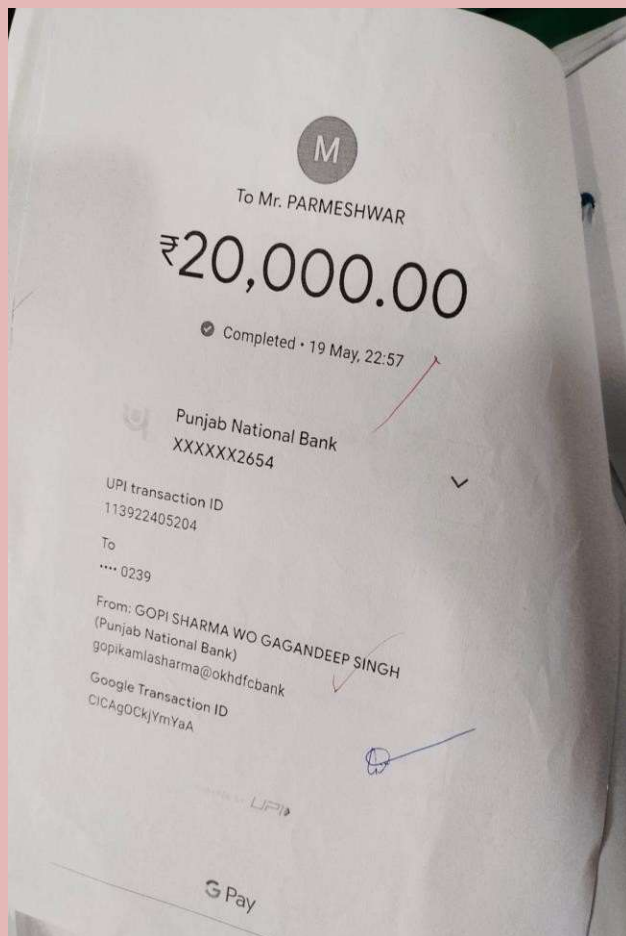 M
To Mr. PARMESHWAR
₹20,000.00
Completed • 19 May, 22:57
Punjab National Bank
XXXXXX2654
UPI transaction ID
113922405204
To
•••• 0239
From: GOPI SHARMA WO GAGANDEEP SINGH
(Punjab National Bank)
gopikamlasharma@okhdfcbank
Google Transaction ID
CICAgOCkjYmYaA
UPI
G Pay